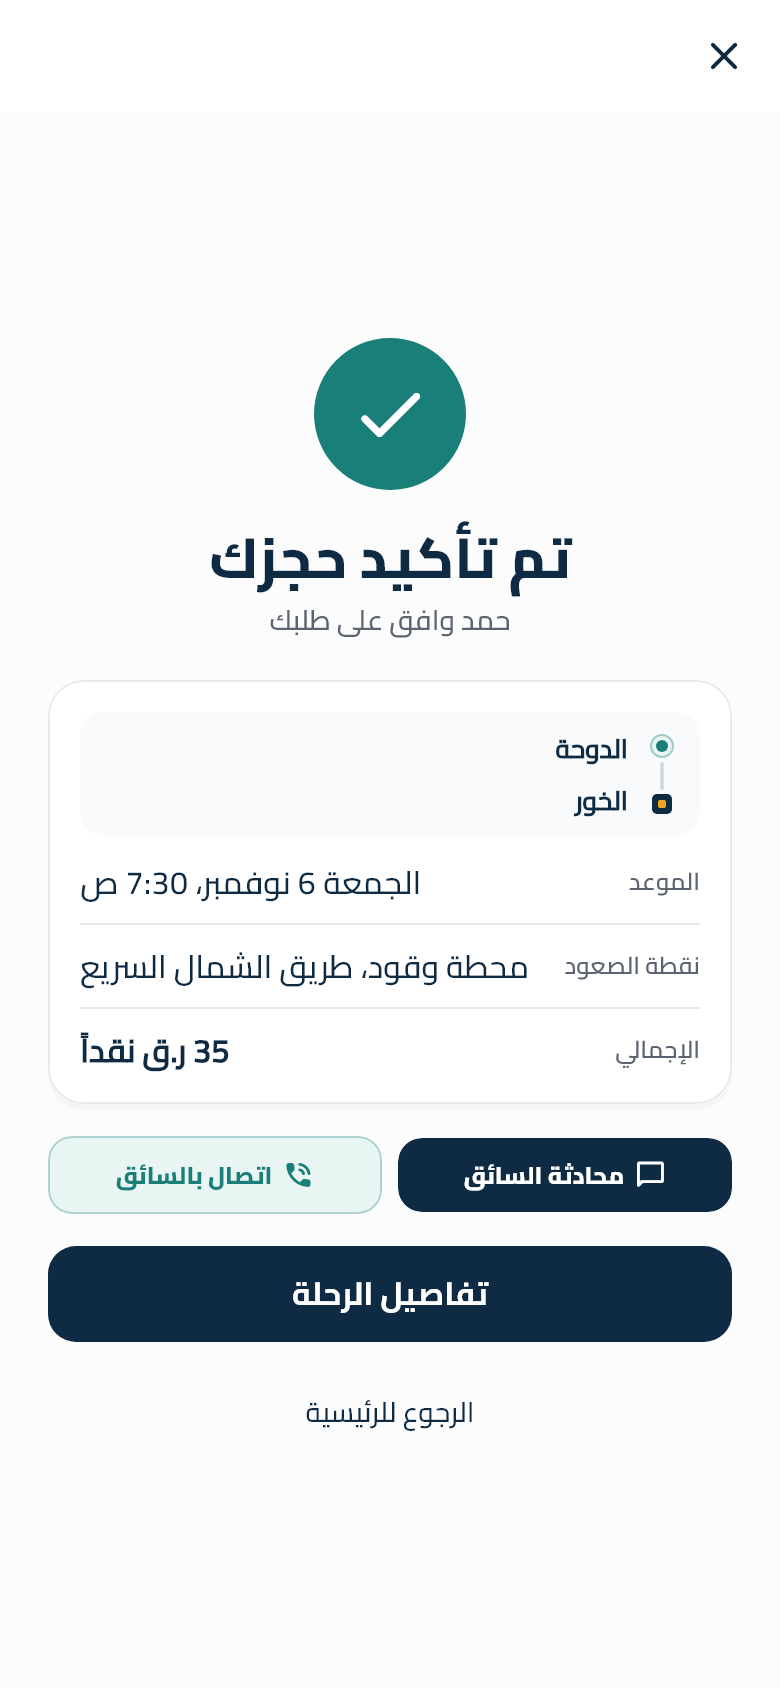 تم تأكيد حجزك
حمد وافق على طلبك
الدوحة
الخور
الموعد الجمعة 6 نوفمبر، 7:30 ص
نقطة الصعود محطة وقود، طريق الشمال السريع
الإجمالي 35 ر.ق نقداً
محادثة السائق اتصال بالسائق
تفاصيل الرحلة
الرجوع للرئيسية